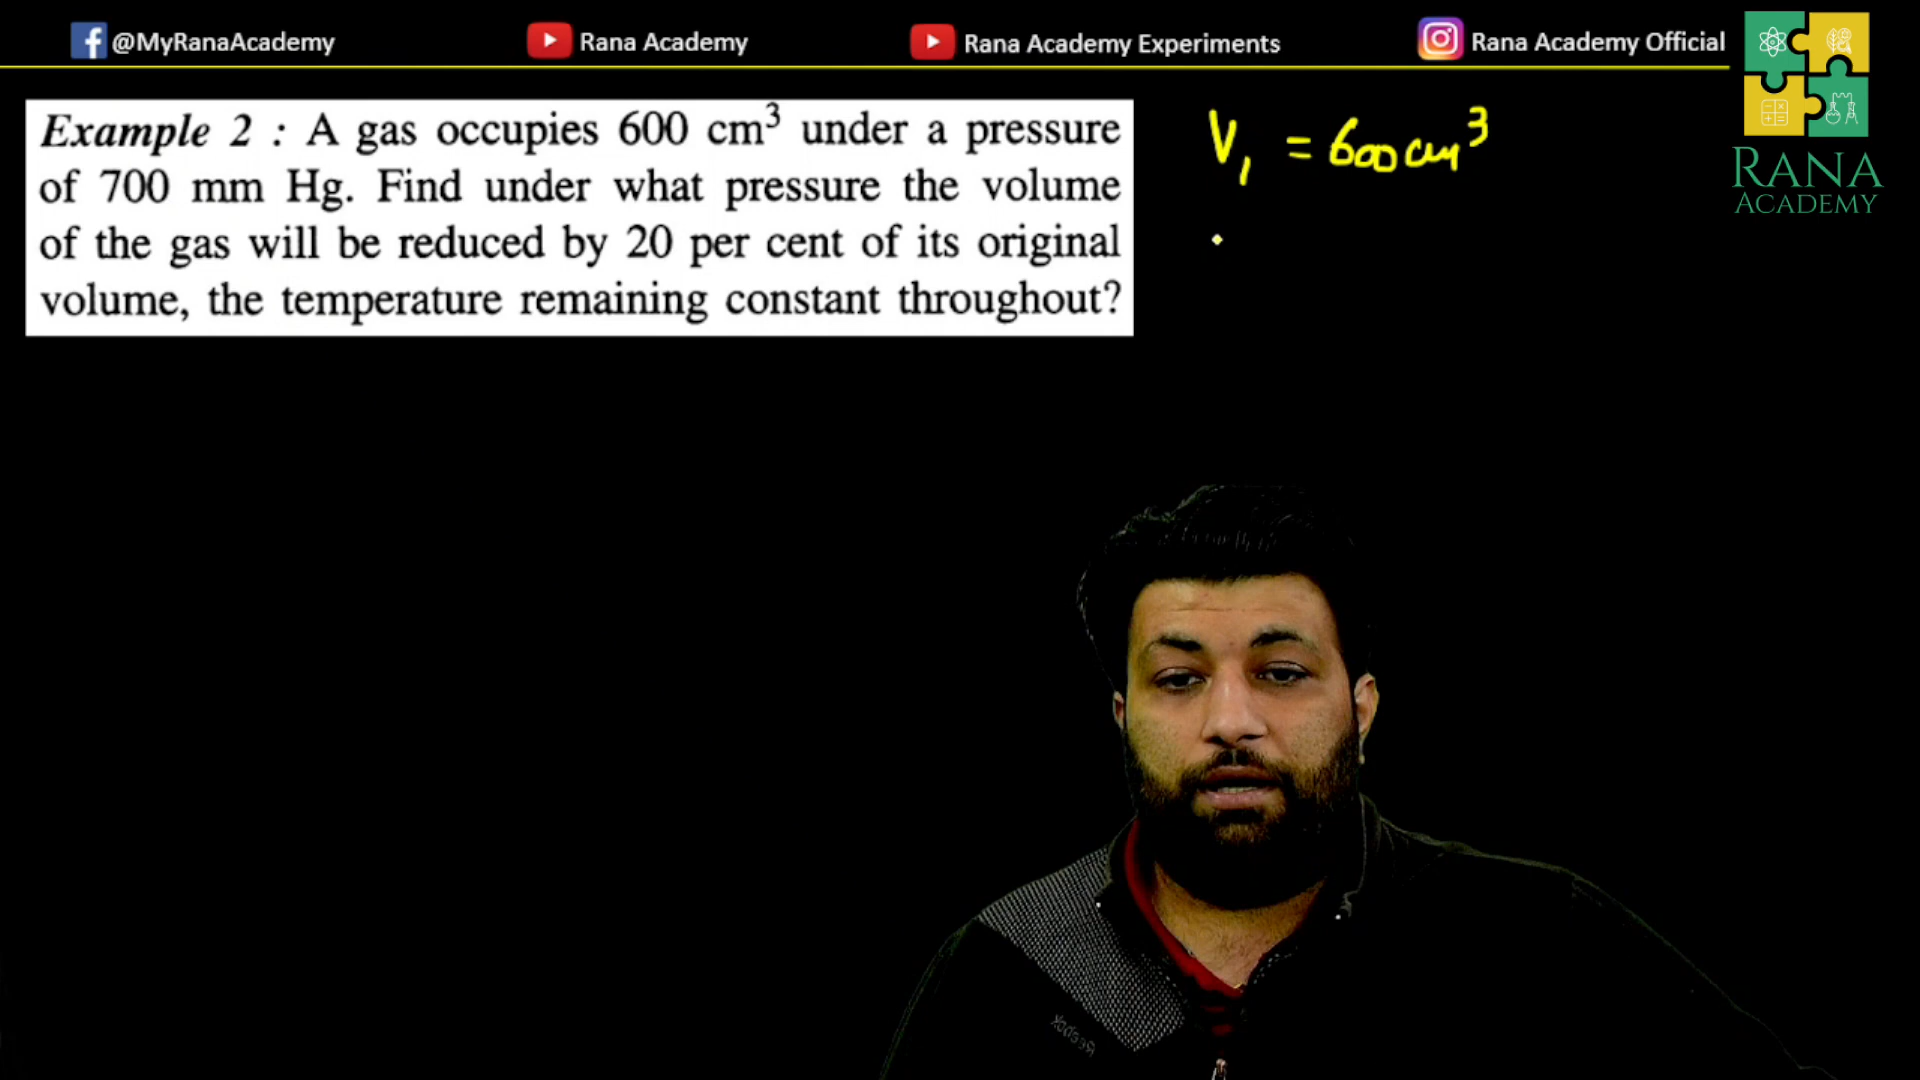 @MyRanaAcademy
Rana Academy
Rana Academy Experiments
Rana Academy Official
RANA
ACADEMY
Example 2 : A gas occupies 600 cm³ under a pressure
of 700 mm Hg. Find under what pressure the volume
of the gas will be reduced by 20 per cent of its original
volume, the temperature remaining constant throughout?
V₁ = 600 cm³
Reebok